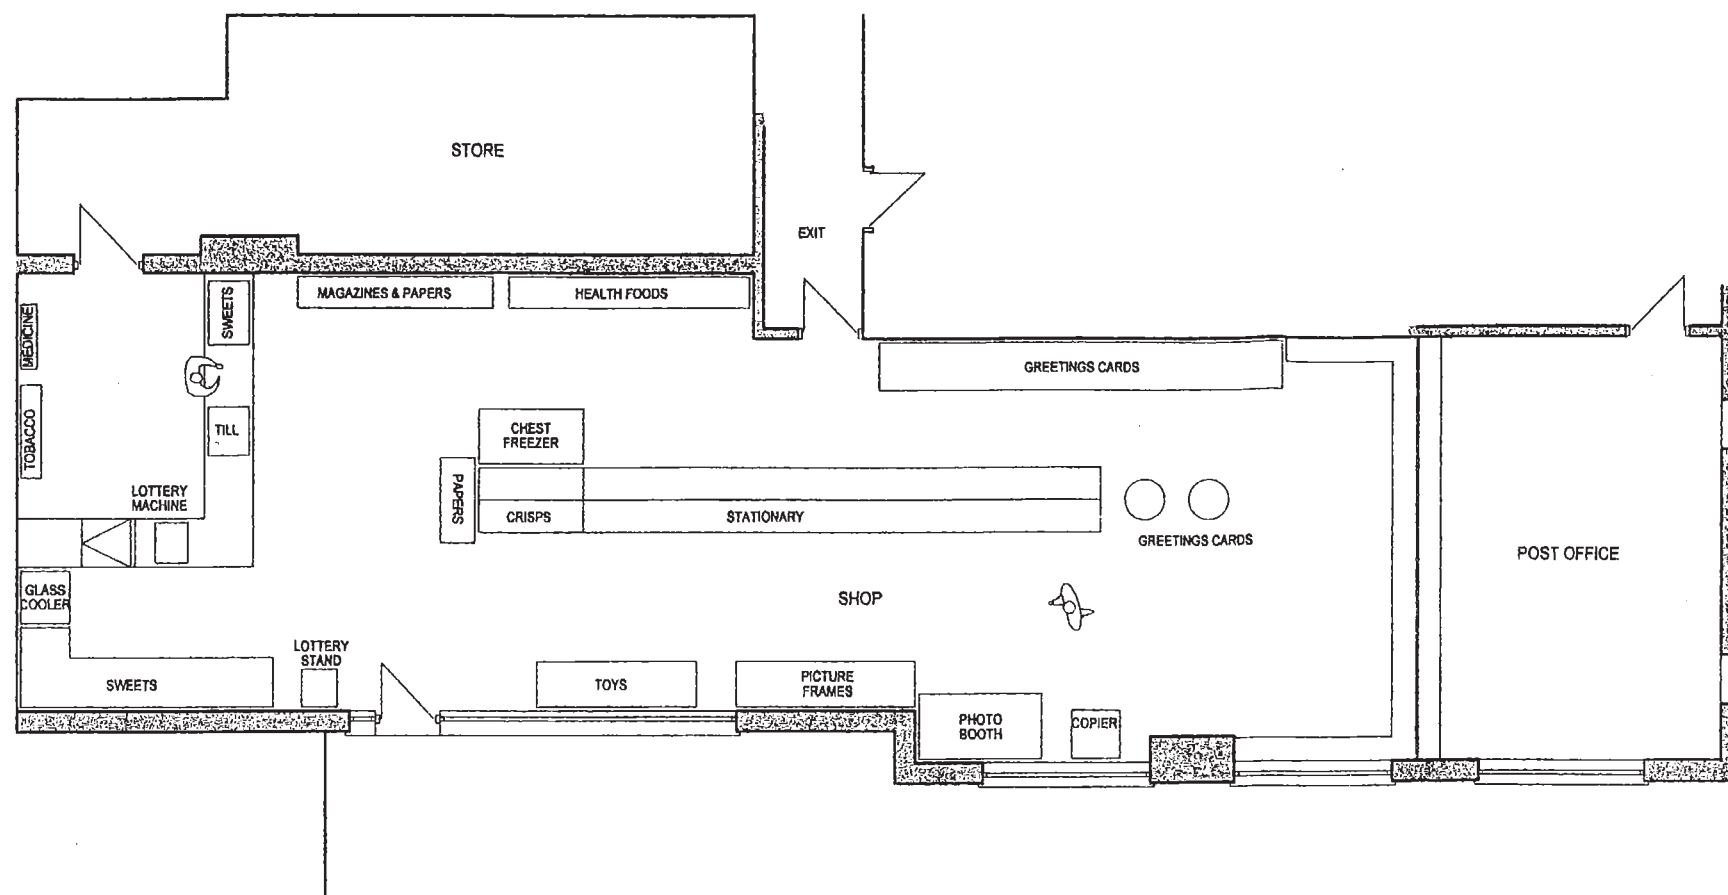 STORE
EXIT
MAGAZINES & PAPERS
HEALTH FOODS
SWEETS
MEDICINE
GREETINGS CARDS
TILL
TOBACCO
CHEST
FREEZER
LOTTERY
MACHINE
PAPERS
CRISPS
STATIONARY
GREETINGS CARDS
POST OFFICE
GLASS
COOLER
SHOP
LOTTERY
STAND
SWEETS
TOYS
PICTURE
FRAMES
PHOTO
BOOTH
COPIER